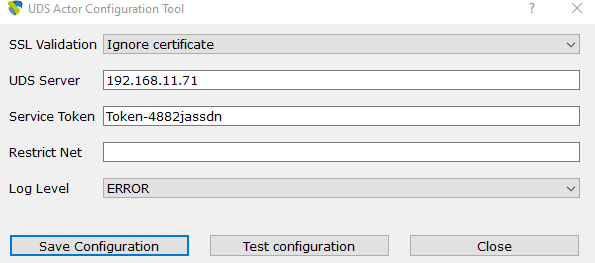 UDS Actor Configuration Tool ?
SSL Validation Ignore certificate
UDS Server 192.168.11.71
Service Token Token-4882jassdn
Restrict Net
Log Level ERROR
Save Configuration Test configuration Close